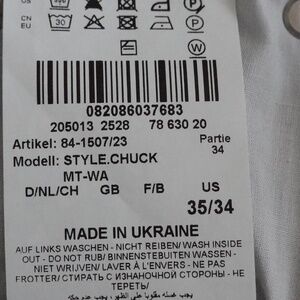 US
CN
EU
30
P
P
W
082086037683
205013 2528 78 630 20
Artikel: 84-1507/23 Partie
34
Modell: STYLE.CHUCK
MT-WA
D/NL/CH GB F/B US
35/34
MADE IN UKRAINE
AUF LINKS WASCHEN - NICHT REIBEN/ WASH INSIDE
OUT - DO NOT RUB/ BINNENSTEBUITEN WASSEN -
NIET WRIJVEN/ LAVER À L'ENVERS - NE PAS
FROTTER/ СТИРАТЬ С ИЗНАНОЧНОЙ СТОРОНЫ - НЕ
ТЕРЕТЬ/